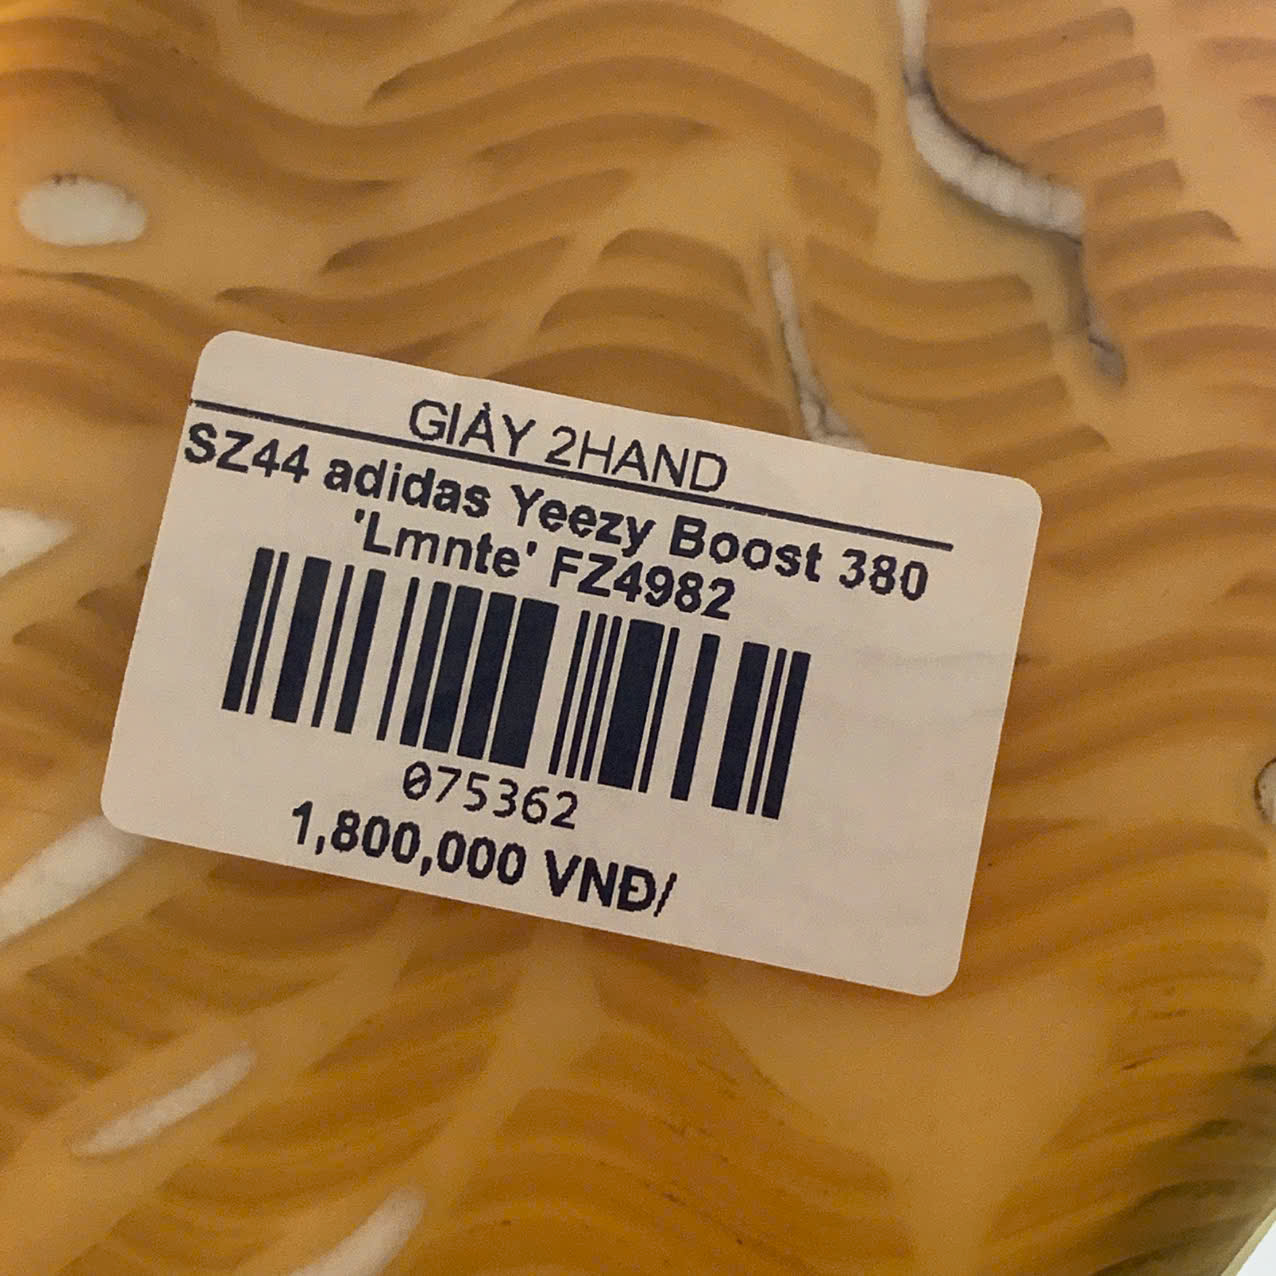 GIÀY 2HAND
SZ44 adidas Yeezy Boost 380
'Lmnte' FZ4982
075362
1,800,000 VNĐ/